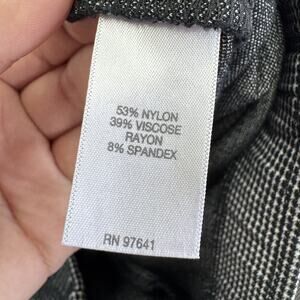 53% NYLON
39% VISCOSE
RAYON
8% SPANDEX
RN 97641